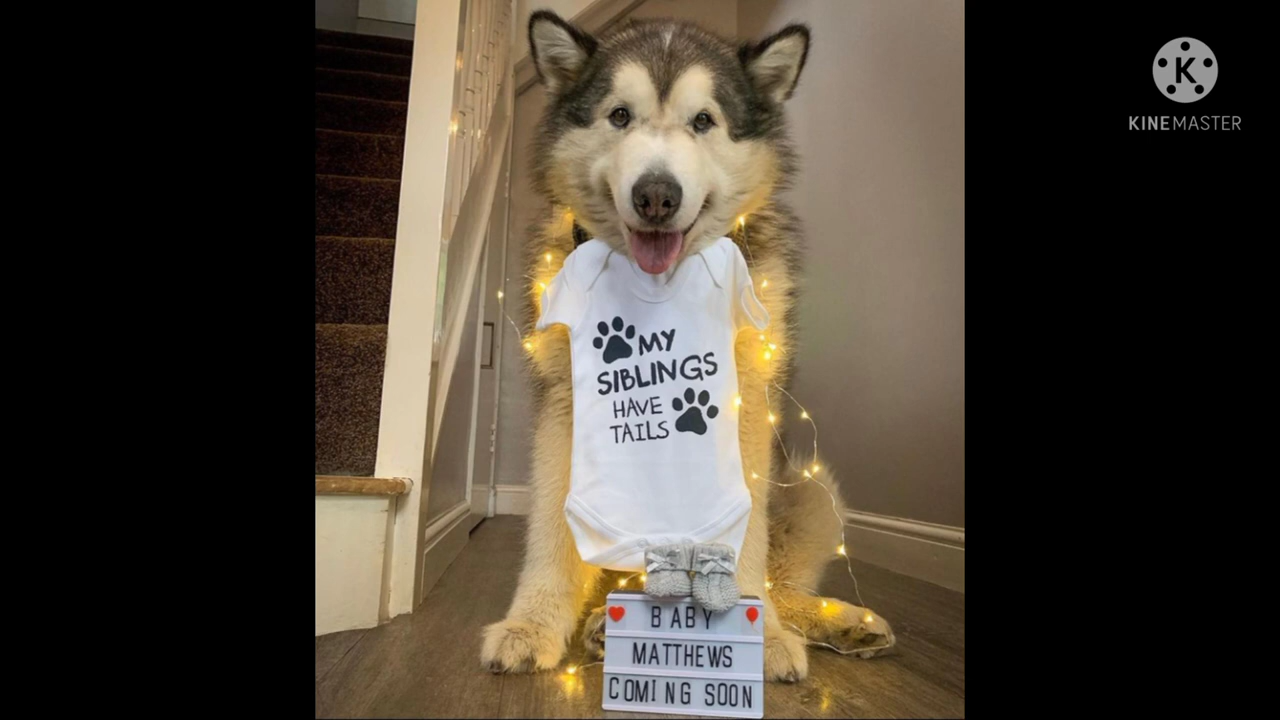 K
KINEMASTER
MY
SIBLINGS
HAVE
TAILS
BABY
MATTHEWS
COMING SOON